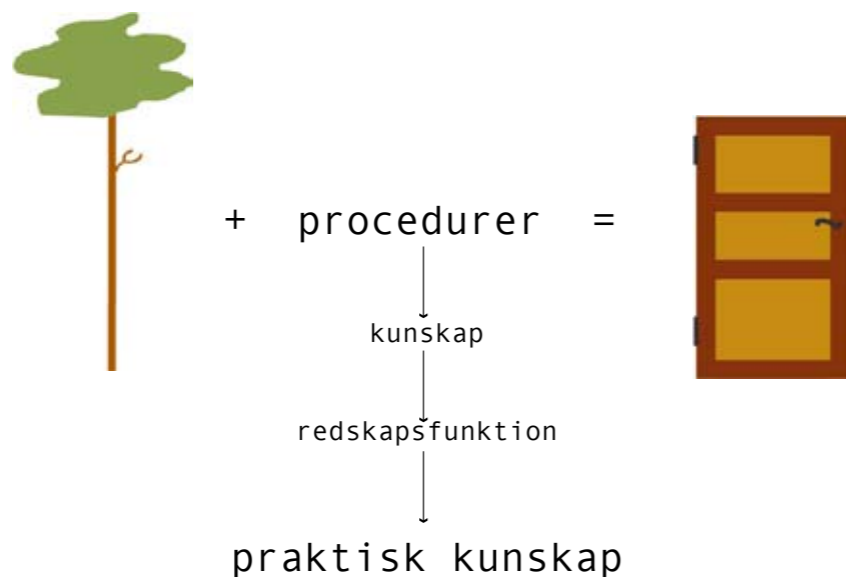 + procedurer =
kunskap
redskapsfunktion
praktisk kunskap